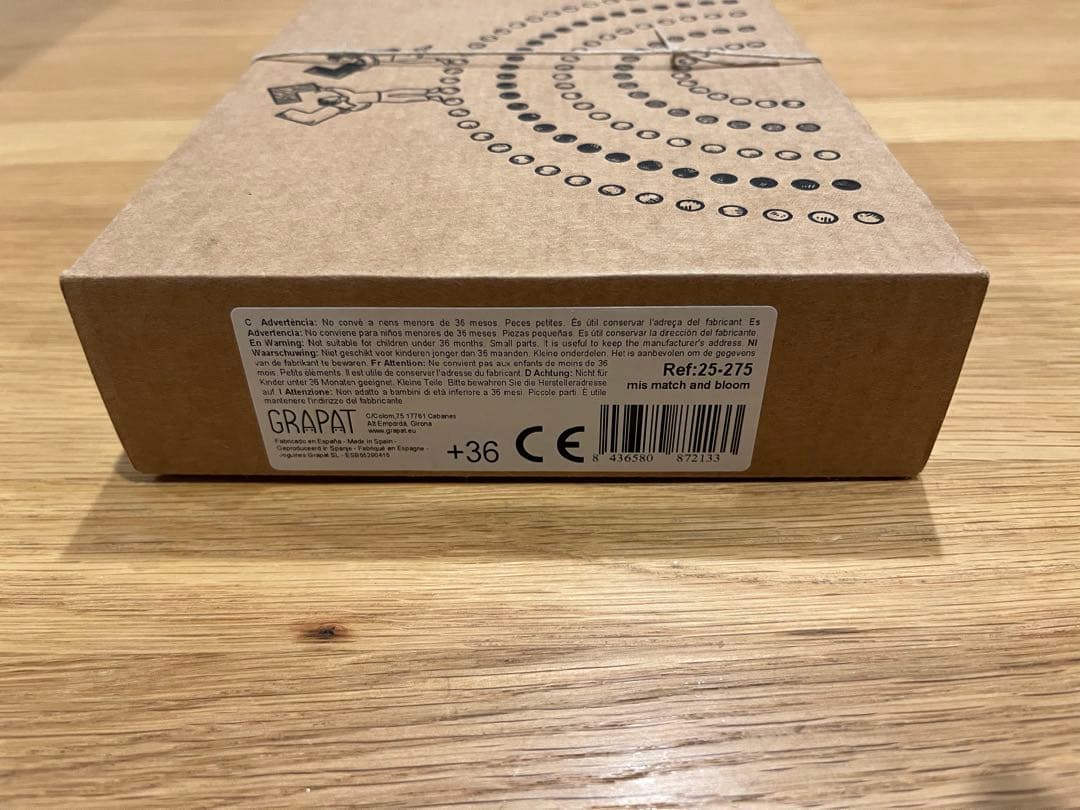 C Advertència: No convé a nens menors de 36 mesos. Peces petites. És útil conservar l'adreça del fabricant. Es
Advertencia: No conviene para niños menores de 36 meses. Piezas pequeñas. Es útil conservar la dirección del fabricante.
En Warning: Not suitable for children under 36 months. Small parts. It is useful to keep the manufacturer's address. Nl
Waarschuwing: Niet geschikt voor kinderen jonger dan 36 maanden. Kleine onderdelen. Het is aanbevolen om de gegevens
van de fabrikant te bewaren. Fr Attention: Ne convient pas aux enfants de moins de 36
mois. Petits éléments. Il est utile de conserver l'adresse du fabricant. D Achtung: Nicht für
Kinder unter 36 Monaten geeignet. Kleine Teile. Bitte bewahren Sie die Herstelleradresse
auf. I Attenzione: Non adatto a bambini di età inferiore a 36 mesi. Piccole parti. È utile
mantenere l'indirizzo del fabbricante.
Ref:25-275
mis match and bloom
GRAPAT
C/Colom,75 17781 Cabanes
Alt Empordà, Girona
www.grapat.eu
Fabricado en España - Made in Spain -
Geproduceerd in Spanje - Fabriqué en Espagne -
Joguines Grapat SL - ESB55390416
+36
CE
8 436580 872133